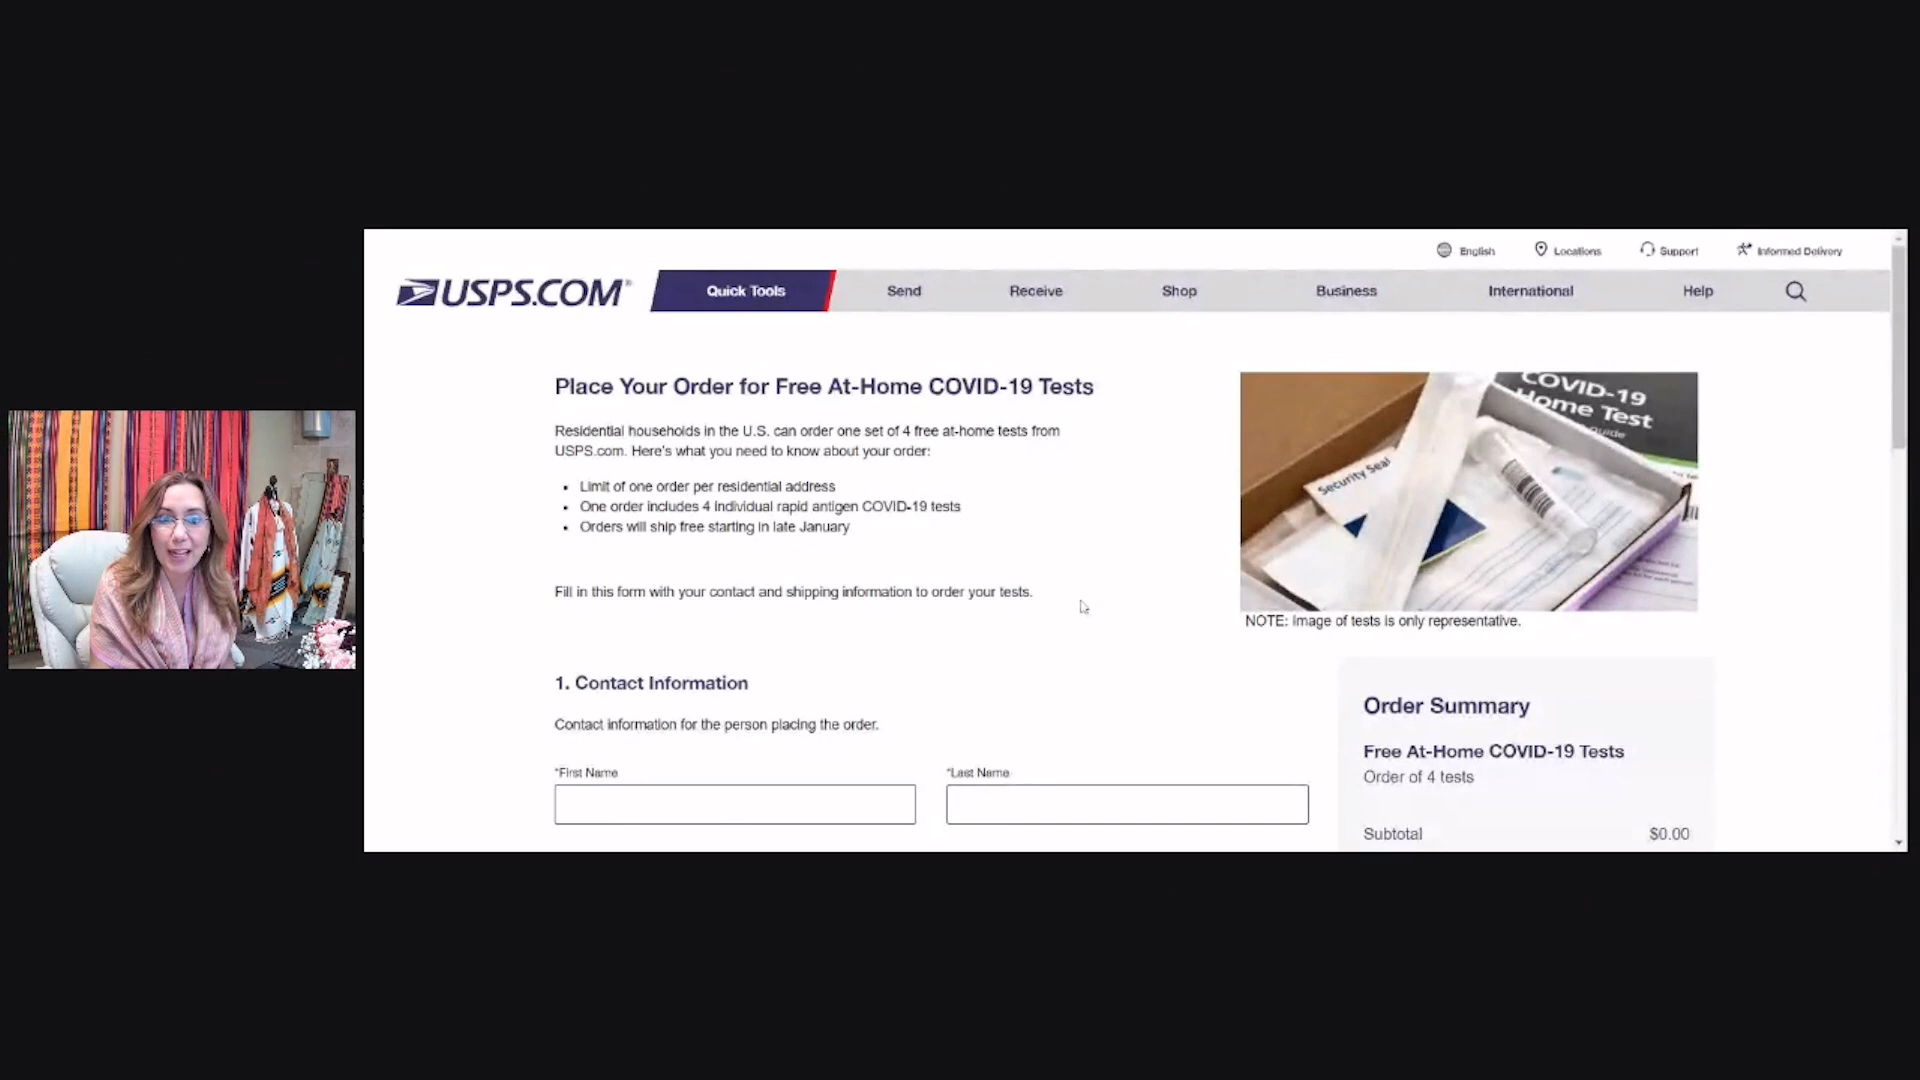 English
Locations
Support
Informed Delivery
USPS.COM®
Quick Tools
Send
Receive
Shop
Business
International
Help
Place Your Order for Free At-Home COVID-19 Tests
Residential households in the U.S. can order one set of 4 free at-home tests from
USPS.com. Here's what you need to know about your order:
• Limit of one order per residential address
• One order includes 4 individual rapid antigen COVID-19 tests
• Orders will ship free starting in late January
Fill in this form with your contact and shipping information to order your tests.
COVID-19
Home Test
Guide
Security Seal
NOTE: Image of tests is only representative.
1. Contact Information
Contact information for the person placing the order.
*First Name
*Last Name
Order Summary
Free At-Home COVID-19 Tests
Order of 4 tests
Subtotal
$0.00